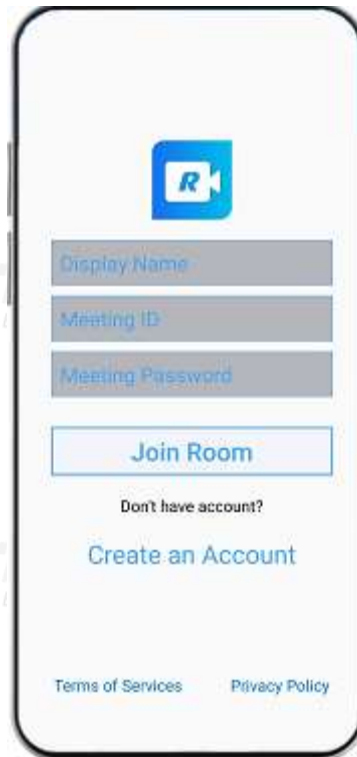 R
Display Name
Meeting ID
Meeting Password
Join Room
Don't have account?
Create an Account
Terms of Services Privacy Policy